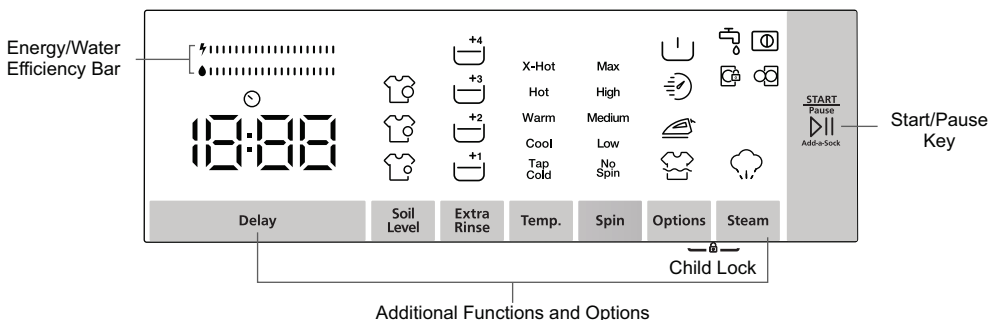 Energy/Water
Efficiency Bar
18:88
+4
+3
+2
+1
X-Hot
Hot
Warm
Cool
Tap
Cold
Max
High
Medium
Low
No
Spin
START
Pause
Add-a-Sock
Start/Pause
Key
Delay
Soil
Level
Extra
Rinse
Temp.
Spin
Options
Steam
Child Lock
Additional Functions and Options